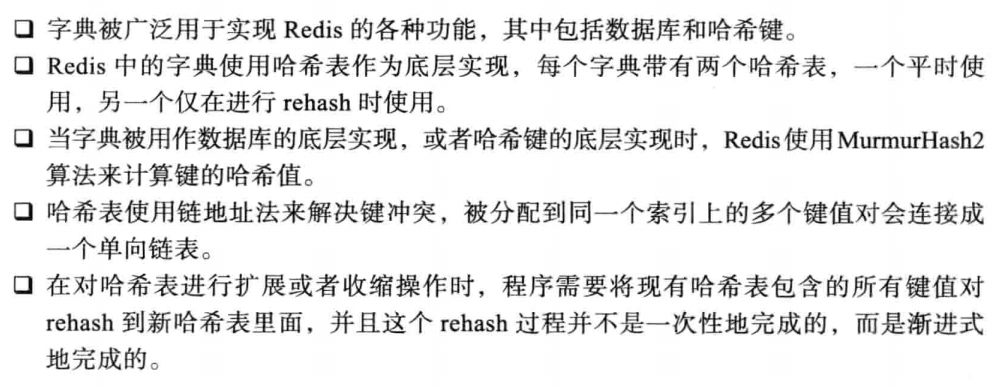 ❑ 字典被广泛用于实现 Redis 的各种功能，其中包括数据库和哈希键。
❑ Redis 中的字典使用哈希表作为底层实现，每个字典带有两个哈希表，一个平时使
用，另一个仅在进行 rehash 时使用。
❑ 当字典被用作数据库的底层实现，或者哈希键的底层实现时，Redis 使用 MurmurHash2
算法来计算键的哈希值。
❑ 哈希表使用链地址法来解决键冲突，被分配到同一个索引上的多个键值对会连接成
一个单向链表。
❑ 在对哈希表进行扩展或者收缩操作时，程序需要将现有哈希表包含的所有键值对
rehash 到新哈希表里面，并且这个 rehash 过程并不是一次性地完成的，而是渐进式
地完成的。